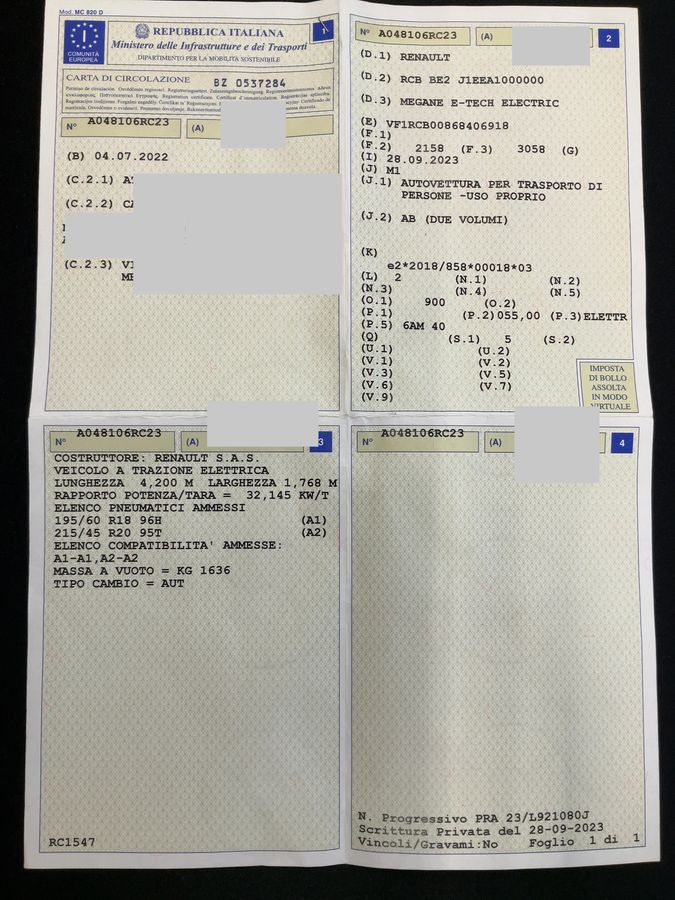 Mod. MC 820 D
I
COMUNITÀ
EUROPEA
REPUBBLICA ITALIANA
Ministero delle Infrastrutture e dei Trasporti
DIPARTIMENTO PER LA MOBILITÀ SOSTENIBILE
1
CARTA DI CIRCOLAZIONE
BZ 0537284
N° A048106RC23 (A)
(B) 04.07.2022
(C.2.1)
(C.2.2)
(C.2.3)
N° A048106RC23 (A) 2
(D.1) RENAULT
(D.2) RCB BE2 J1EEA1000000
(D.3) MEGANE E-TECH ELECTRIC
(E) VF1RCB00868406918
(F.1)
(F.2) 2158 (F.3) 3058 (G)
(I) 28.09.2023
(J) M1
(J.1) AUTOVETTURA PER TRASPORTO DI
PERSONE -USO PROPRIO
(J.2) AB (DUE VOLUMI)
(K)
e2*2018/858*00018*03
(L) 2 (N.1) (N.2)
(N.3) (N.4) (N.5)
(O.1) 900 (O.2)
(P.1) (P.2)055,00 (P.3)ELETTR
(P.5) 6AM 40
(Q) (S.1) 5 (S.2)
(U.1) (U.2)
(V.1) (V.2)
(V.3) (V.5)
(V.6) (V.7)
(V.9)
IMPOSTA
DI BOLLO
ASSOLTA
IN MODO
VIRTUALE
N° A048106RC23 (A) 3
COSTRUTTORE: RENAULT S.A.S.
VEICOLO A TRAZIONE ELETTRICA
LUNGHEZZA 4,200 M LARGHEZZA 1,768 M
RAPPORTO POTENZA/TARA = 32,145 KW/T
ELENCO PNEUMATICI AMMESSI
195/60 R18 96H (A1)
215/45 R20 95T (A2)
ELENCO COMPATIBILITA' AMMESSE:
A1-A1,A2-A2
MASSA A VUOTO = KG 1636
TIPO CAMBIO = AUT
RC1547
N° A048106RC23 (A) 4
N. Progressivo PRA 23/L921080J
Scrittura Privata del 28-09-2023
Vincoli/Gravami:No Foglio 1 di 1